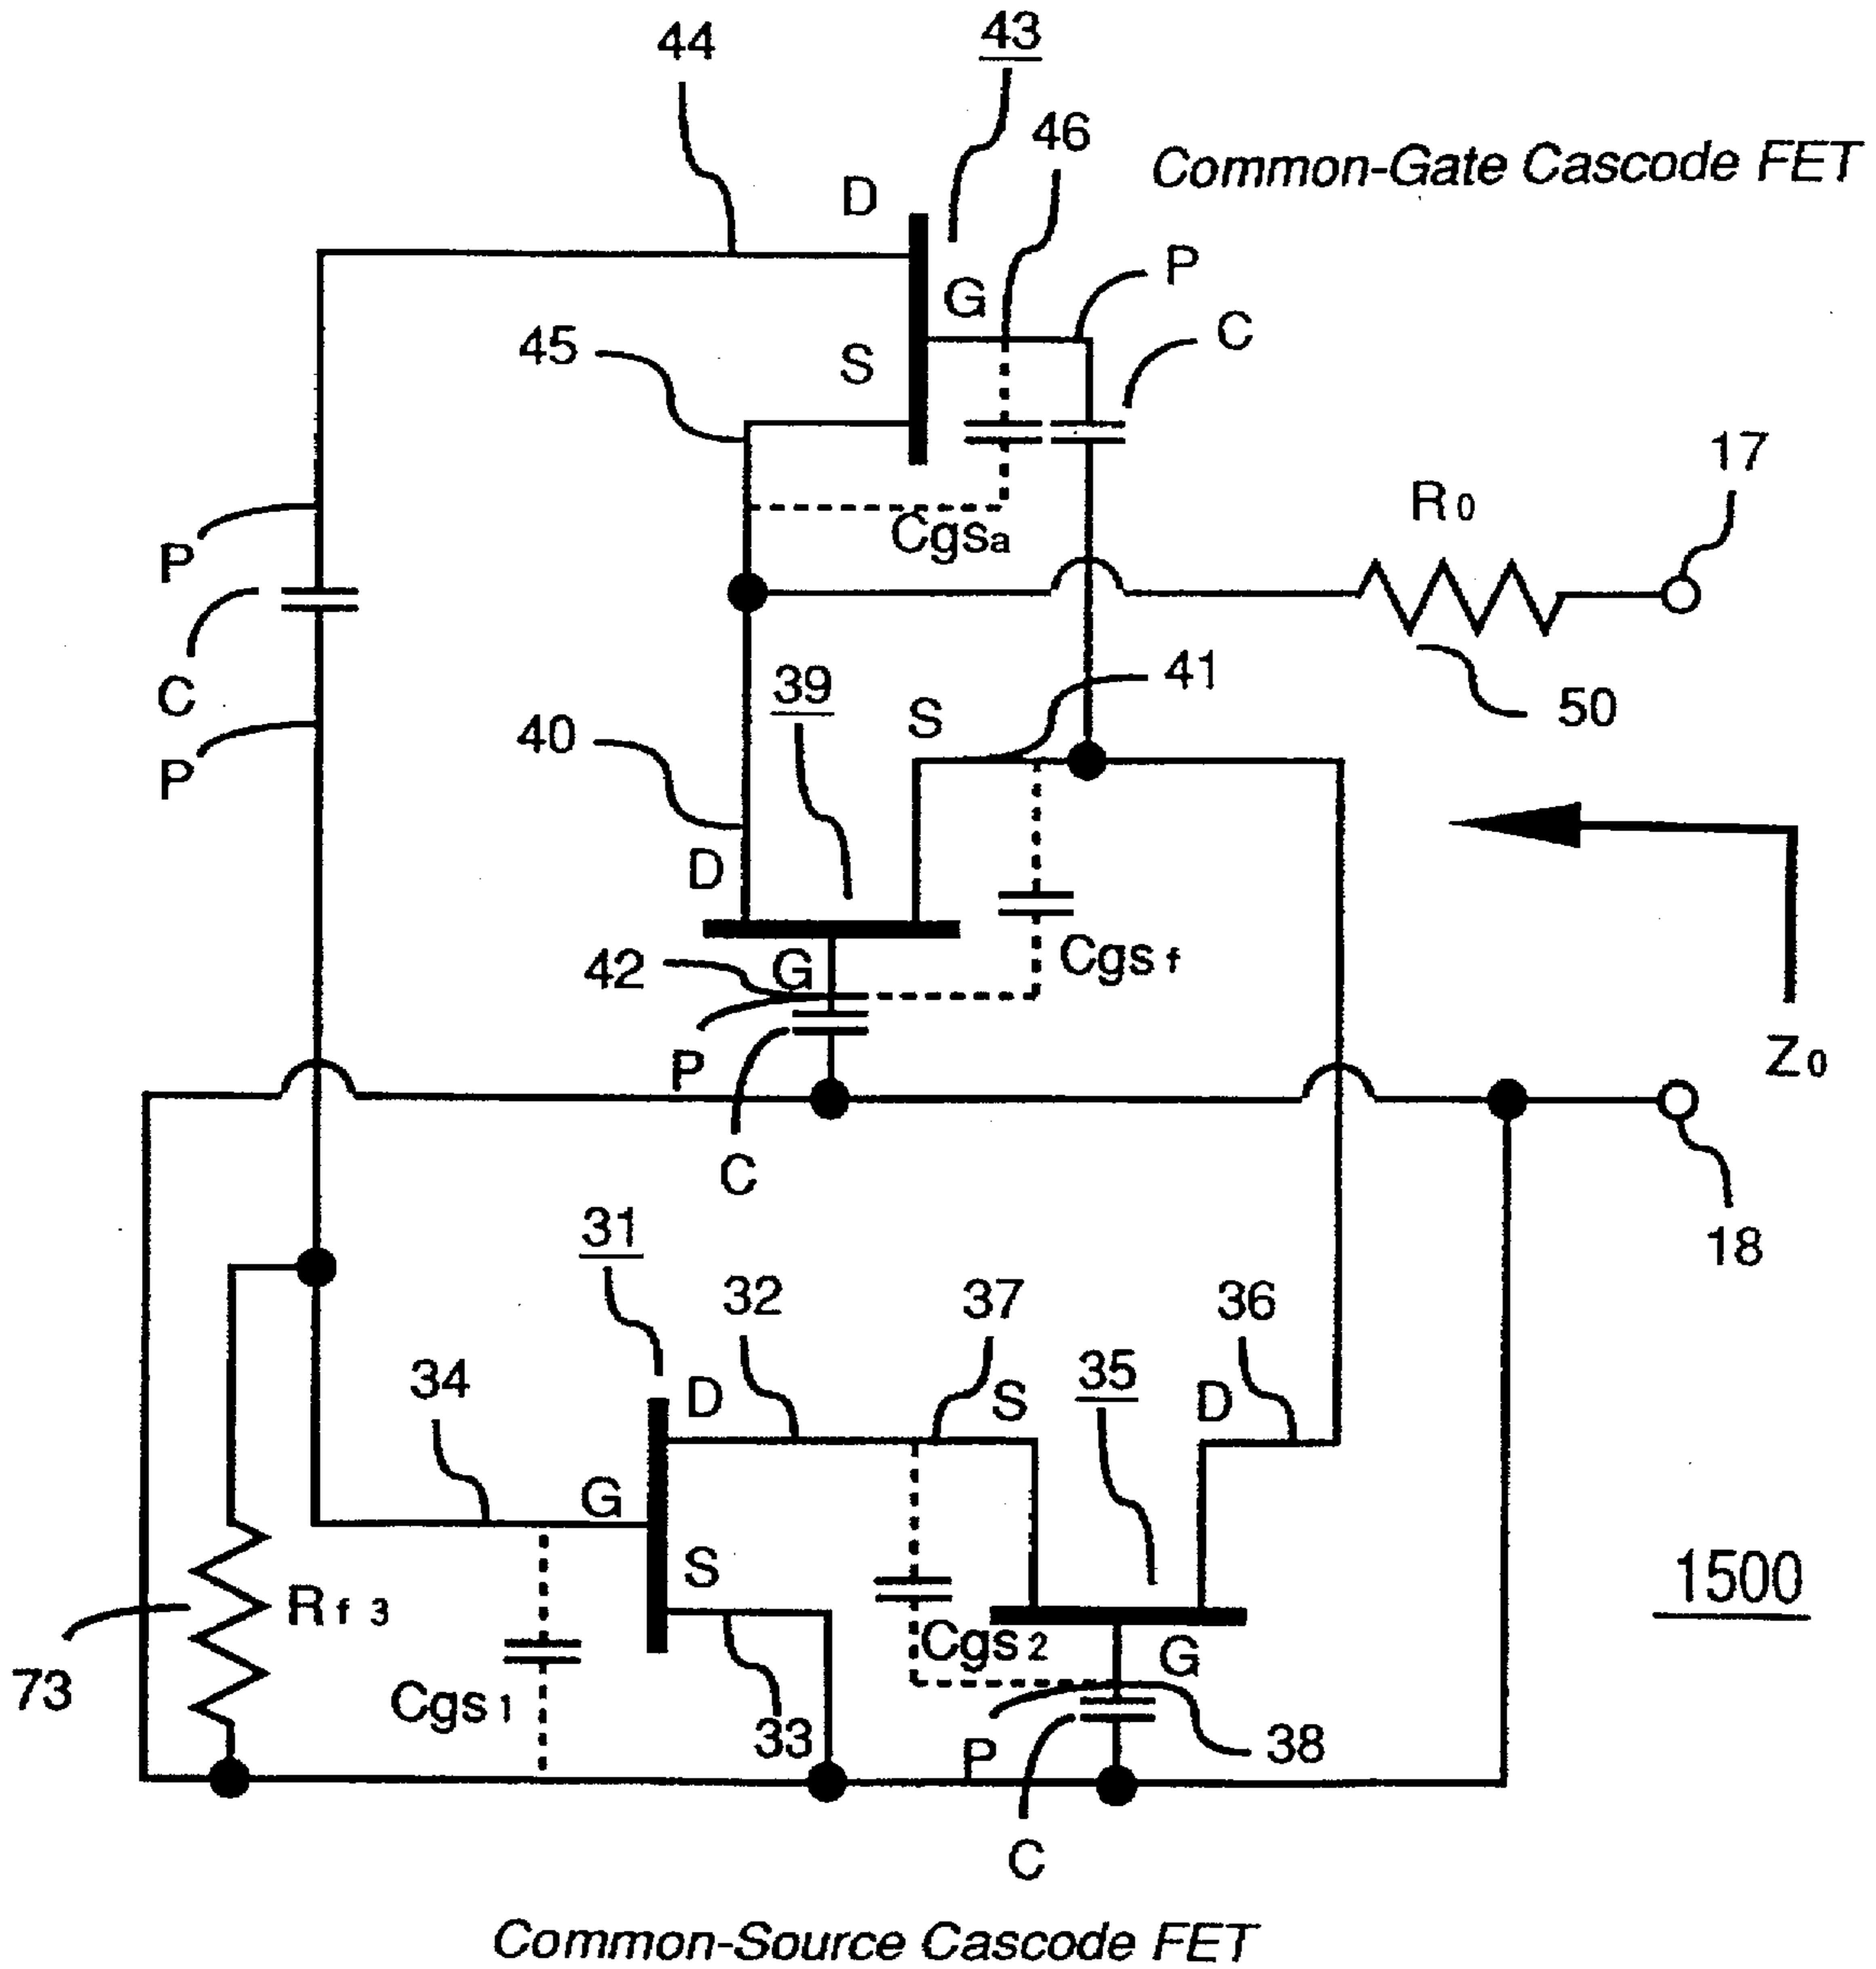 44
43
46
Common-Gate Cascode FET
D
G
P
C
45
S
17
R0
Cgsa
P
C
P
39
41
50
40
S
D
42
G
Cgsf
P
Z0
C
31
18
32
37
36
34
D
S
35
D
G
S
1500
Rf3
Cgs2
G
73
Cgs1
33
P
38
C
Common-Source Cascode FET